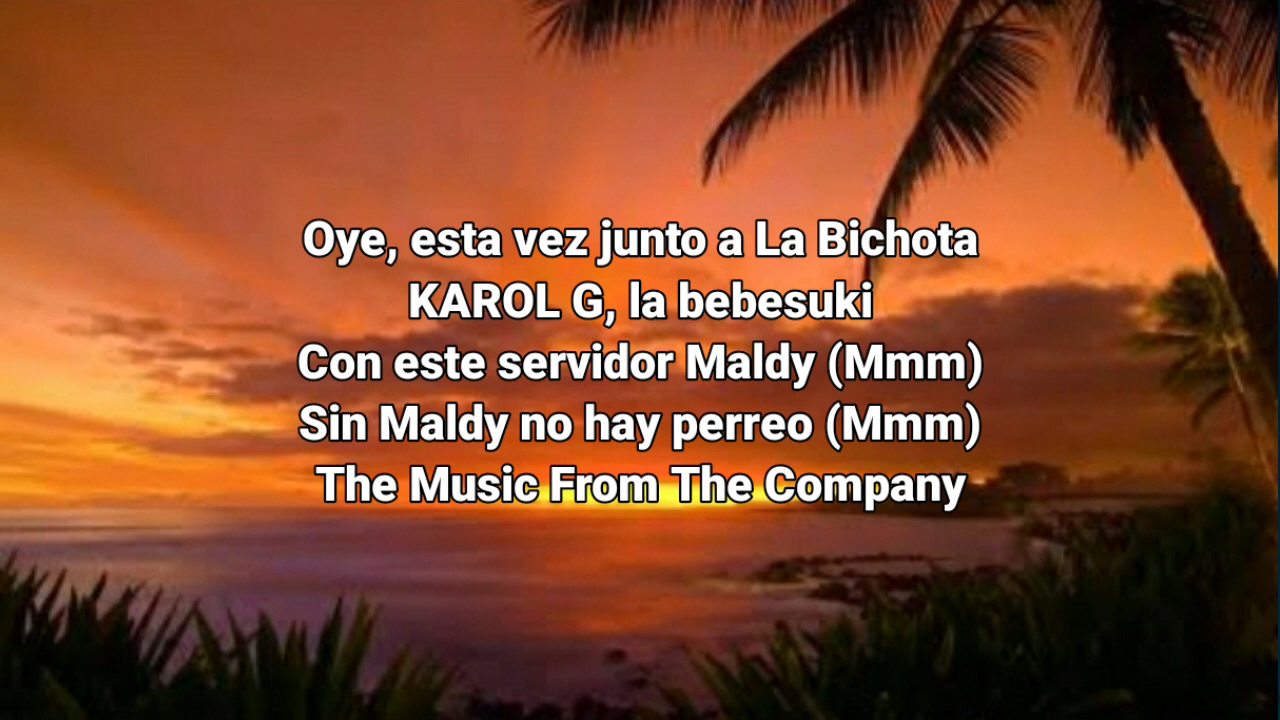 Oye, esta vez junto a La Bichota
KAROL G, la bebesuki
Con este servidor Maldy (Mmm)
Sin Maldy no hay perreo (Mmm)
The Music From The Company